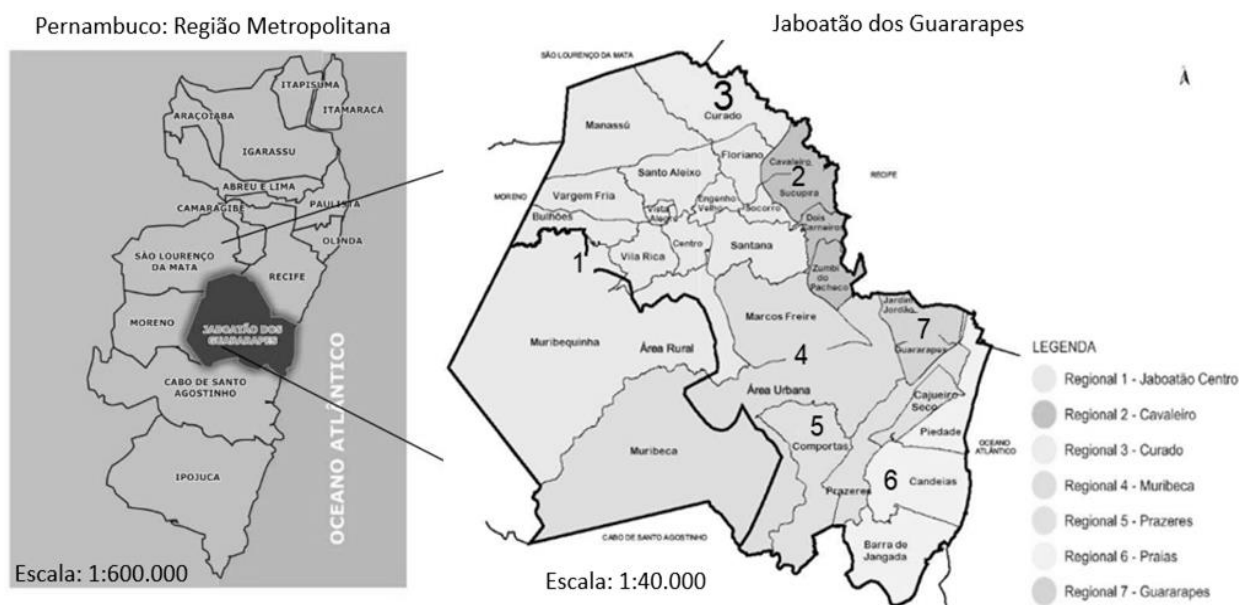 Pernambuco: Região Metropolitana
ITAPISUMA
ITAMARACÁ
ARAÇOIABA
IGARASSU
ABREU E LIMA
CAMARAGIBE
PAULISTA
OLINDA
SÃO LOURENÇO
DA MATA
RECIFE
MORENO
JABOATÃO DOS
GUARARAPES
CABO DE SANTO
AGOSTINHO
IPOJUCA
OCEANO ATLÂNTICO
Escala: 1:600.000
Jaboatão dos Guararapes
SÃO LOURENÇO DA MATA
3
Curado
Manassú
Floriano
Cavaleiro
2
Sucupira
RECIFE
Santo Aleixo
MORENO
Vargem Fria
Engenho
Velho
Socorro
Vista
Alegre
Bulhões
Dois
Carneiros
Centro
Santana
Vila Rica
1
Zumbi
do
Pacheco
Jardim
Jordão
Marcos Freire
7
Guararapes
Muribequinha
Área Rural
4
Área Urbana
Cajueiro
Seco
Piedade
5
Comportas
OCEANO
ATLÂNTICO
Muribeca
6
Candeias
Prazeres
CABO DE SANTO AGOSTINHO
Barra de
Jangada
Escala: 1:40.000
LEGENDA
Regional 1 - Jaboatão Centro
Regional 2 - Cavaleiro
Regional 3 - Curado
Regional 4 - Muribeca
Regional 5 - Prazeres
Regional 6 - Praias
Regional 7 - Guararapes